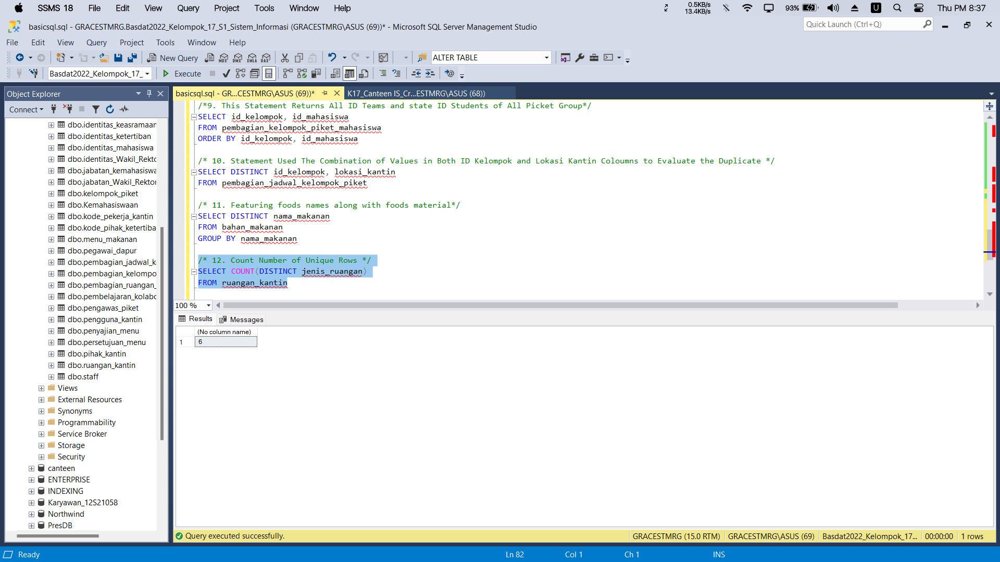 SSMS 18 File Edit View Query Project Tools Window Help 0.5KB/s 13.4KB/s 93% U Thu PM 8:37
basicsql.sql - GRACESTMRG.Basdat2022_Kelompok_17_S1_Sistem_Informasi (GRACESTMRG\ASUS (69))* - Microsoft SQL Server Management Studio
Quick Launch (Ctrl+Q)
File Edit View Query Project Tools Window Help
New Query MDX DMX XMLA DAX ALTER TABLE
Basdat2022_Kelompok_17_ Execute
Object Explorer
Connect
dbo.identitas_keasramaan
dbo.identitas_ketertiban
dbo.identitas_mahasiswa
dbo.identitas_Wakil_Rekto
dbo.jabatan_kemahasiswa
dbo.jabatan_Wakil_Rektor
dbo.kelompok_piket
dbo.Kemahasiswaan
dbo.kode_pekerja_kantin
dbo.kode_pihak_ketertiba
dbo.menu_makanan
dbo.pegawai_dapur
dbo.pembagian_jadwal_k
dbo.pembagian_kelompo
dbo.pembagian_ruangan_
dbo.pembelajaran_kolabo
dbo.pengawas_piket
dbo.pengguna_kantin
dbo.penyajian_menu
dbo.persetujuan_menu
dbo.pihak_kantin
dbo.ruangan_kantin
dbo.staff
Views
External Resources
Synonyms
Programmability
Service Broker
Storage
Security
canteen
ENTERPRISE
INDEXING
Karyawan_12S21058
Northwind
PresDB
basicsql.sql - GR...CESTMRG\ASUS (69))* K17_Canteen IS_Cr...ESTMRG\ASUS (68))
/*9. This Statement Returns All ID Teams and state ID Students of All Picket Group*/
SELECT id_kelompok, id_mahasiswa
FROM pembagian_kelompok_piket_mahasiswa
ORDER BY id_kelompok, id_mahasiswa
/* 10. Statement Used The Combination of Values in Both ID Kelompok and Lokasi Kantin Coloumns to Evaluate the Duplicate */
SELECT DISTINCT id_kelompok, lokasi_kantin
FROM pembagian_jadwal_kelompok_piket
/* 11. Featuring foods names along with foods material*/
SELECT DISTINCT nama_makanan
FROM bahan_makanan
GROUP BY nama_makanan
/* 12. Count Number of Unique Rows */
SELECT COUNT(DISTINCT jenis_ruangan)
FROM ruangan_kantin
100 %
Results Messages
(No column name)
1 6
Query executed successfully. GRACESTMRG (15.0 RTM) GRACESTMRG\ASUS (69) Basdat2022_Kelompok_17... 00:00:00 1 rows
Ready Ln 82 Col 1 Ch 1 INS